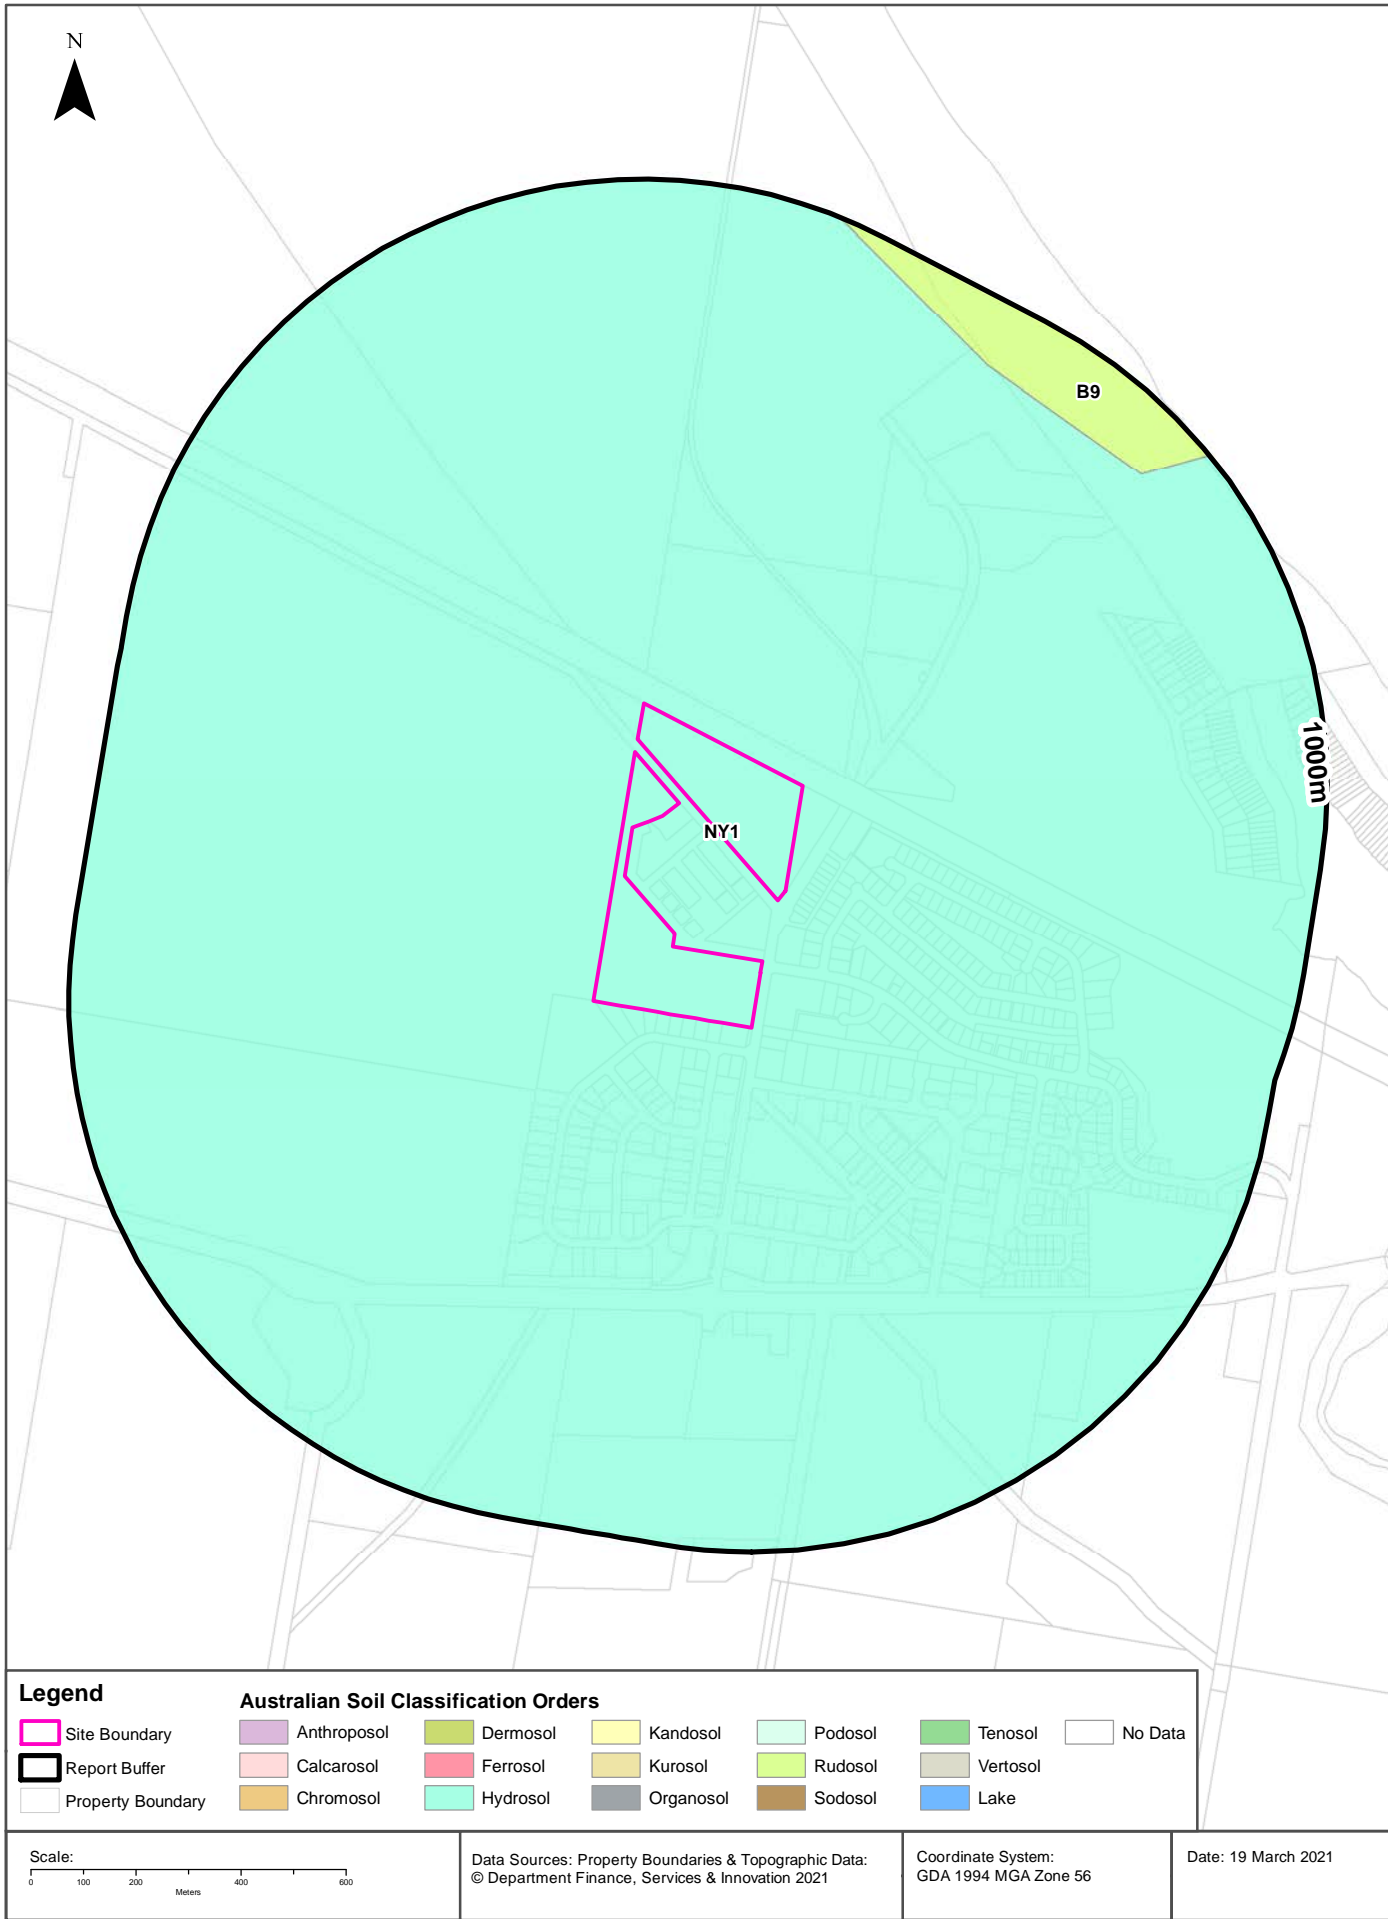 N
B9
1000m
NY1
Legend
Site Boundary
Report Buffer
Property Boundary
Australian Soil Classification Orders
Anthroposol
Calcarosol
Chromosol
Dermosol
Ferrosol
Hydrosol
Kandosol
Kurosol
Organosol
Podosol
Rudosol
Sodosol
Tenosol
Vertosol
Lake
No Data
Scale:
0 100 200 400 600
Meters
Data Sources: Property Boundaries & Topographic Data:
© Department Finance, Services & Innovation 2021
Coordinate System:
GDA 1994 MGA Zone 56
Date: 19 March 2021